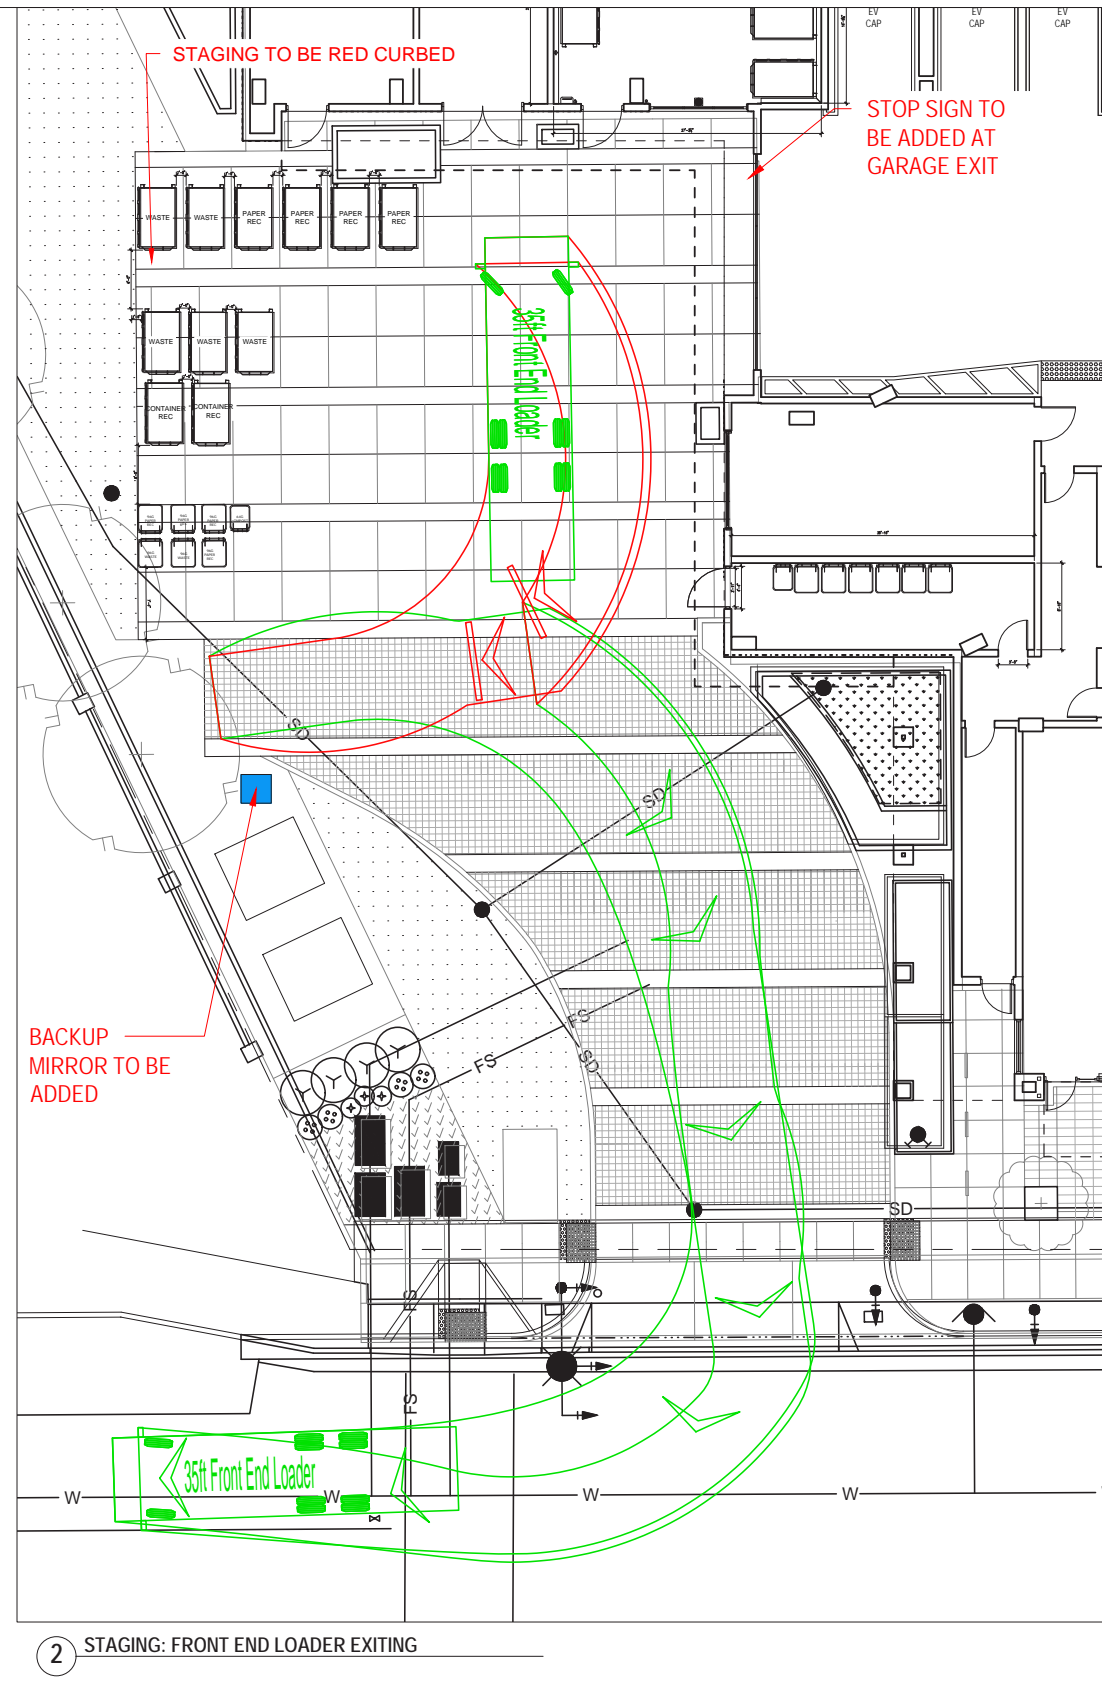 EV
CAP
EV
CAP
EV
CAP
STAGING TO BE RED CURBED
STOP SIGN TO
BE ADDED AT
GARAGE EXIT
WASTE
WASTE
PAPER
REC
PAPER
REC
PAPER
REC
PAPER
REC
WASTE
WASTE
WASTE
CONTAINER
REC
CONTAINER
REC
35ft Front End Loader
SD
SD
FS
FS
SD
BACKUP
MIRROR TO BE
ADDED
SD
FS
FS
35ft Front End Loader
W
W
W
W
2
STAGING: FRONT END LOADER EXITING